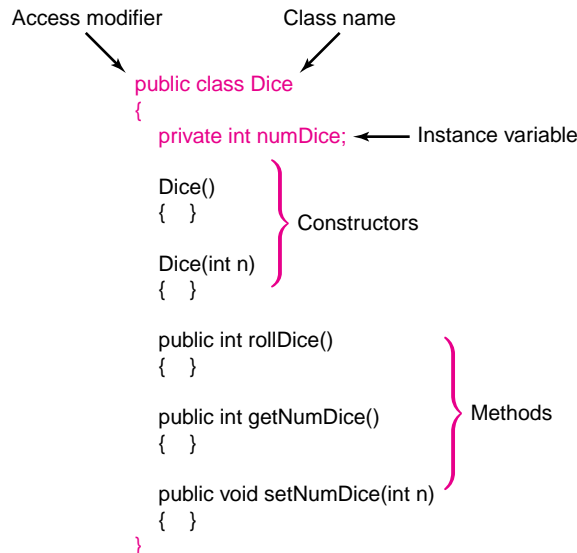 Access modifier
Class name
public class Dice
{
private int numDice;
Instance variable
Dice()
{ }
Constructors
Dice(int n)
{ }
public int rollDice()
{ }
public int getNumDice()
{ }
Methods
public void setNumDice(int n)
{ }
}